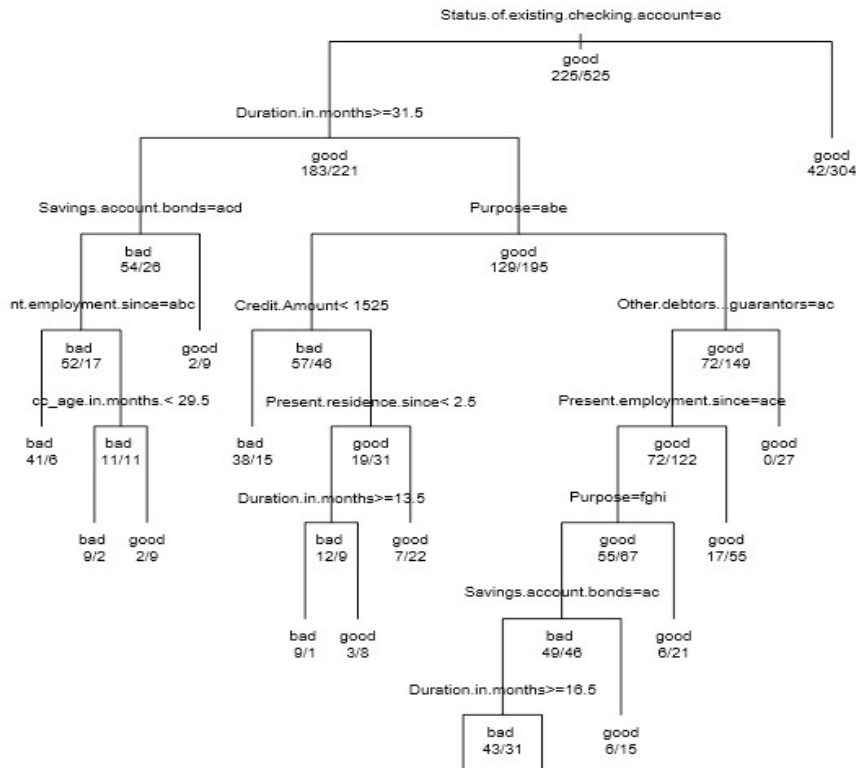 Status.of.existing.checking.account=ac
good
225/525
Duration.in.months>=31.5
good
183/221
good
42/304
Savings.account.bonds=acd
Purpose=abe
bad
54/26
good
129/195
nt.employment.since=abc
Credit.Amount< 1525
Other.debtors...guarantors=ac
bad
52/17
good
2/9
bad
57/46
good
72/149
cc_age.in.months.< 29.5
Present.residence.since< 2.5
Present.employment.since=ace
bad
41/6
bad
11/11
bad
38/15
good
19/31
good
72/122
good
0/27
Duration.in.months>=13.5
Purpose=fghi
bad
9/2
good
2/9
bad
12/9
good
7/22
good
55/67
good
17/55
Savings.account.bonds=ac
bad
9/1
good
3/8
bad
49/46
good
6/21
Duration.in.months>=16.5
bad
43/31
good
6/15